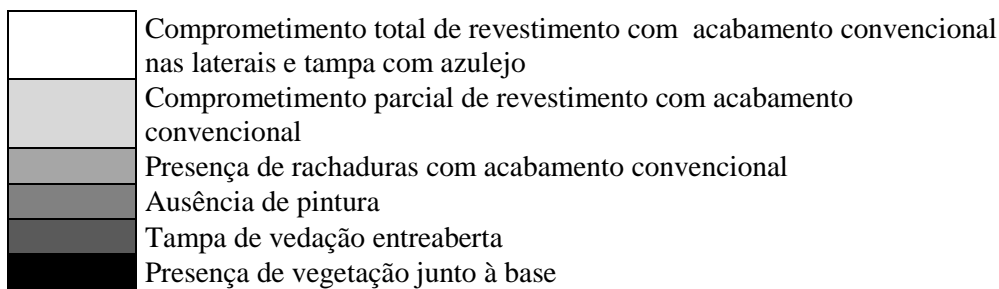 Comprometimento total de revestimento com acabamento convencional
nas laterais e tampa com azulejo
Comprometimento parcial de revestimento com acabamento
convencional
Presença de rachaduras com acabamento convencional
Ausência de pintura
Tampa de vedação entreaberta
Presença de vegetação junto à base